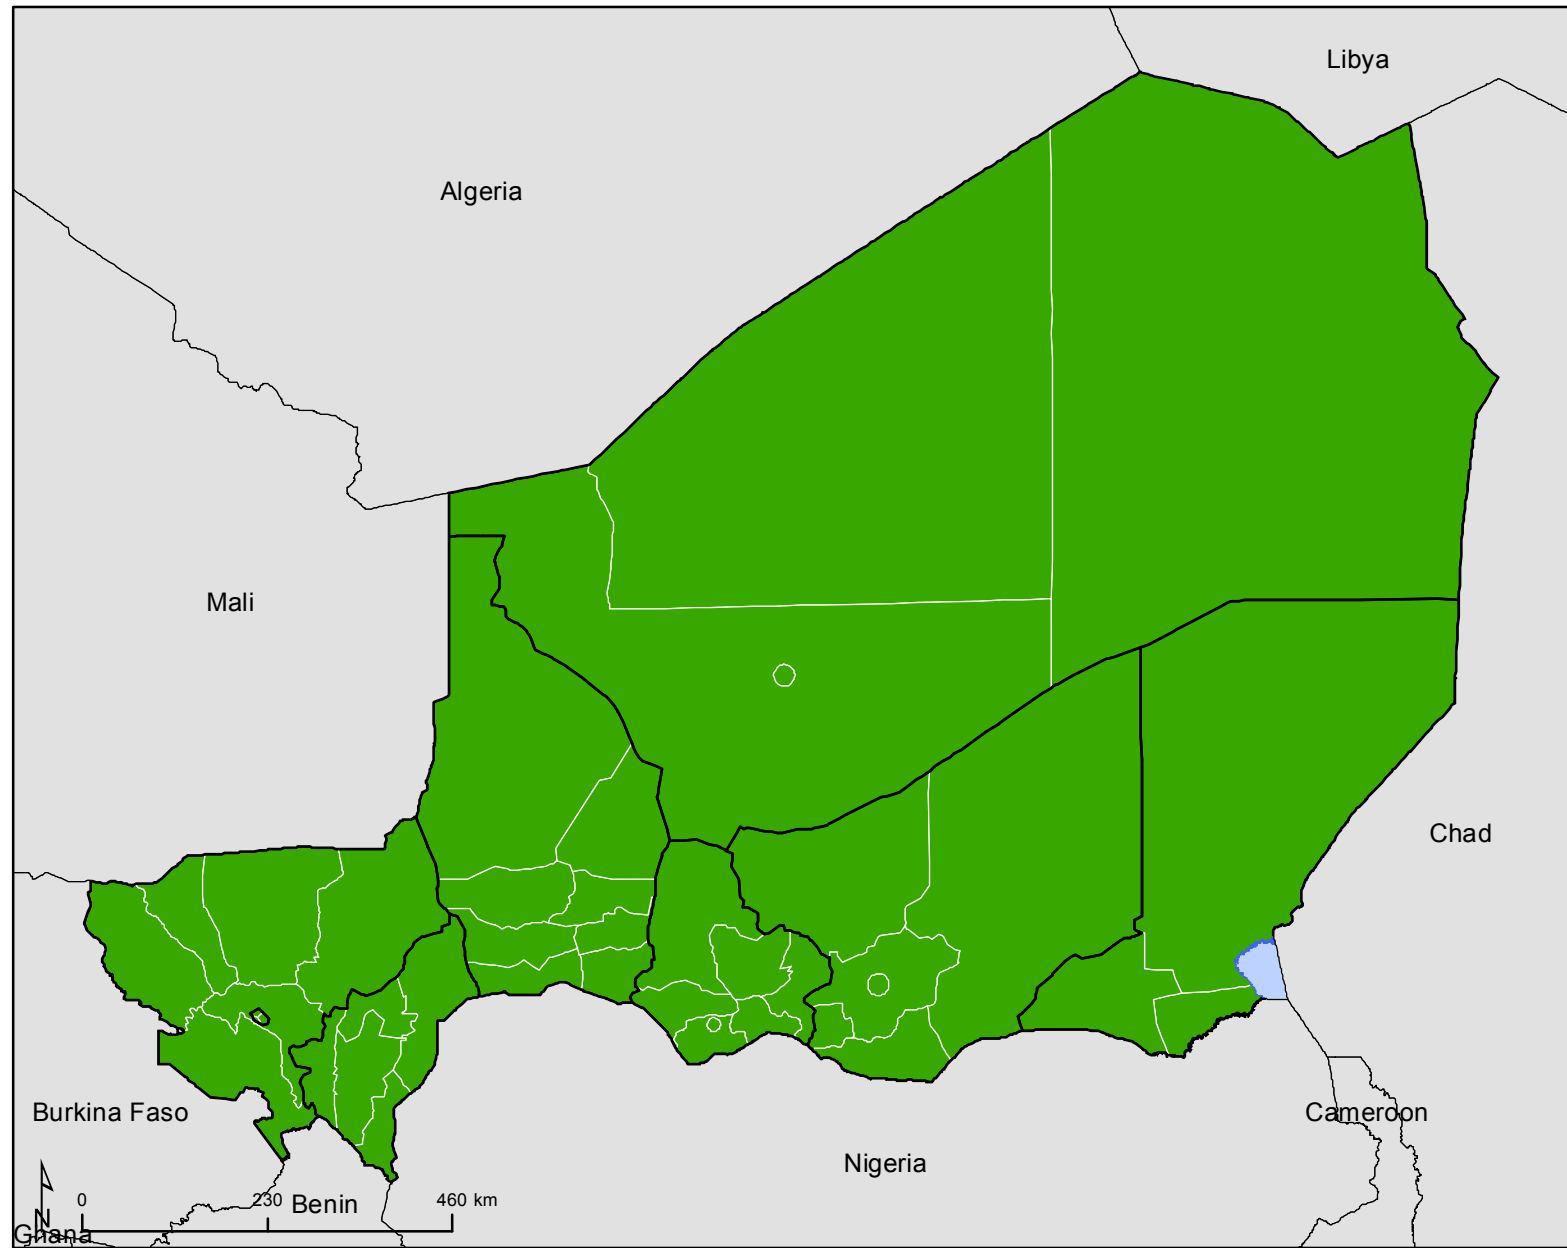 Libya
Algeria
Mali
Chad
Burkina Faso
Cameroon
Nigeria
0 230 460 km
Benin
N
Ghana